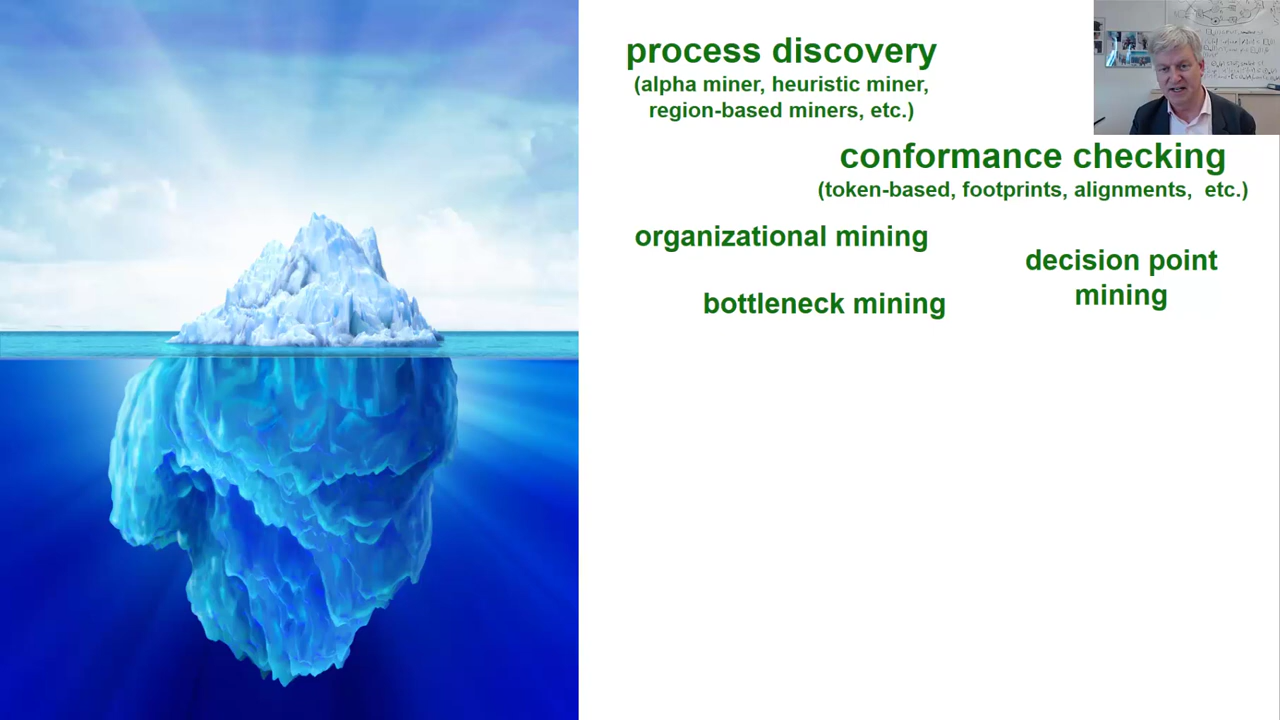 process discovery
(alpha miner, heuristic miner,
region-based miners, etc.)
conformance checking
(token-based, footprints, alignments, etc.)
organizational mining
decision point
mining
bottleneck mining